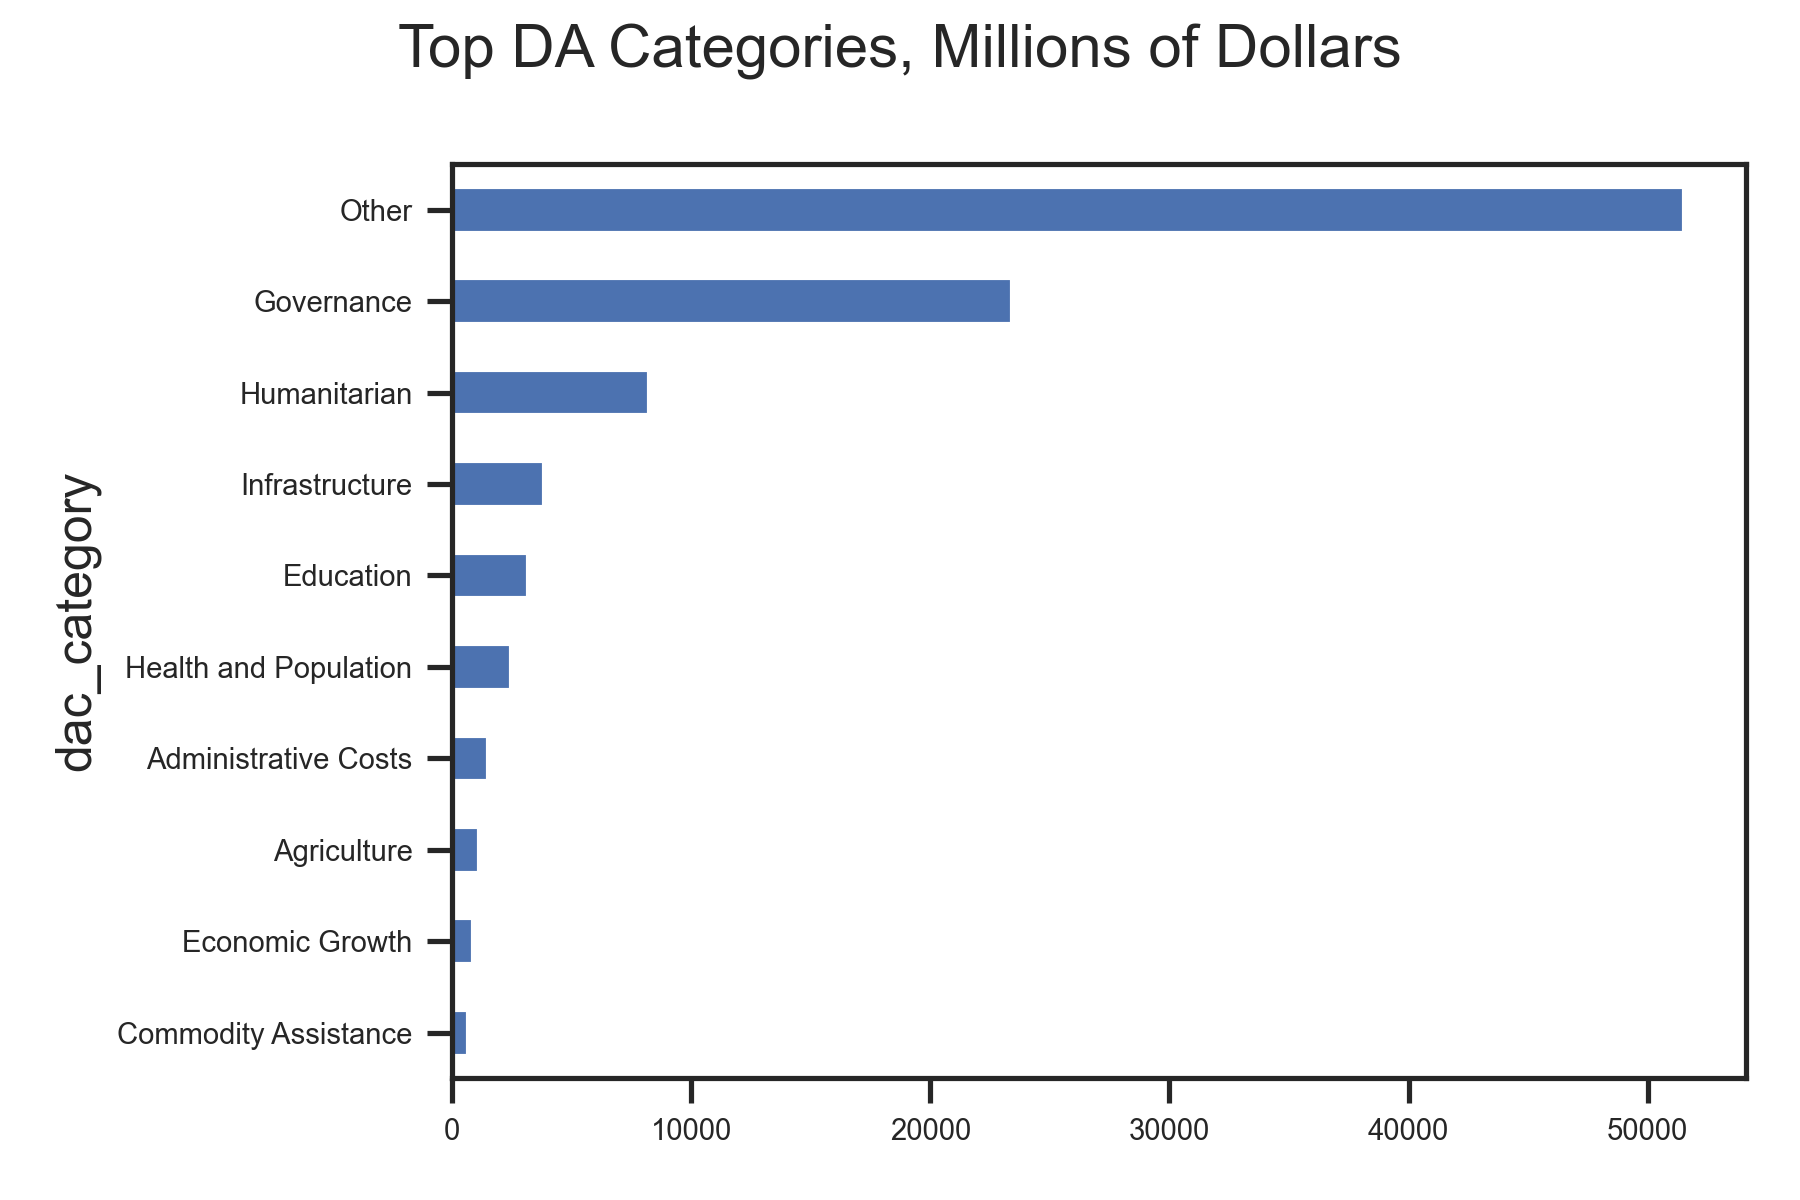 Top DA Categories, Millions of Dollars
dac_category
Other
Governance
Humanitarian
Infrastructure
Education
Health and Population
Administrative Costs
Agriculture
Economic Growth
Commodity Assistance
0 10000 20000 30000 40000 50000